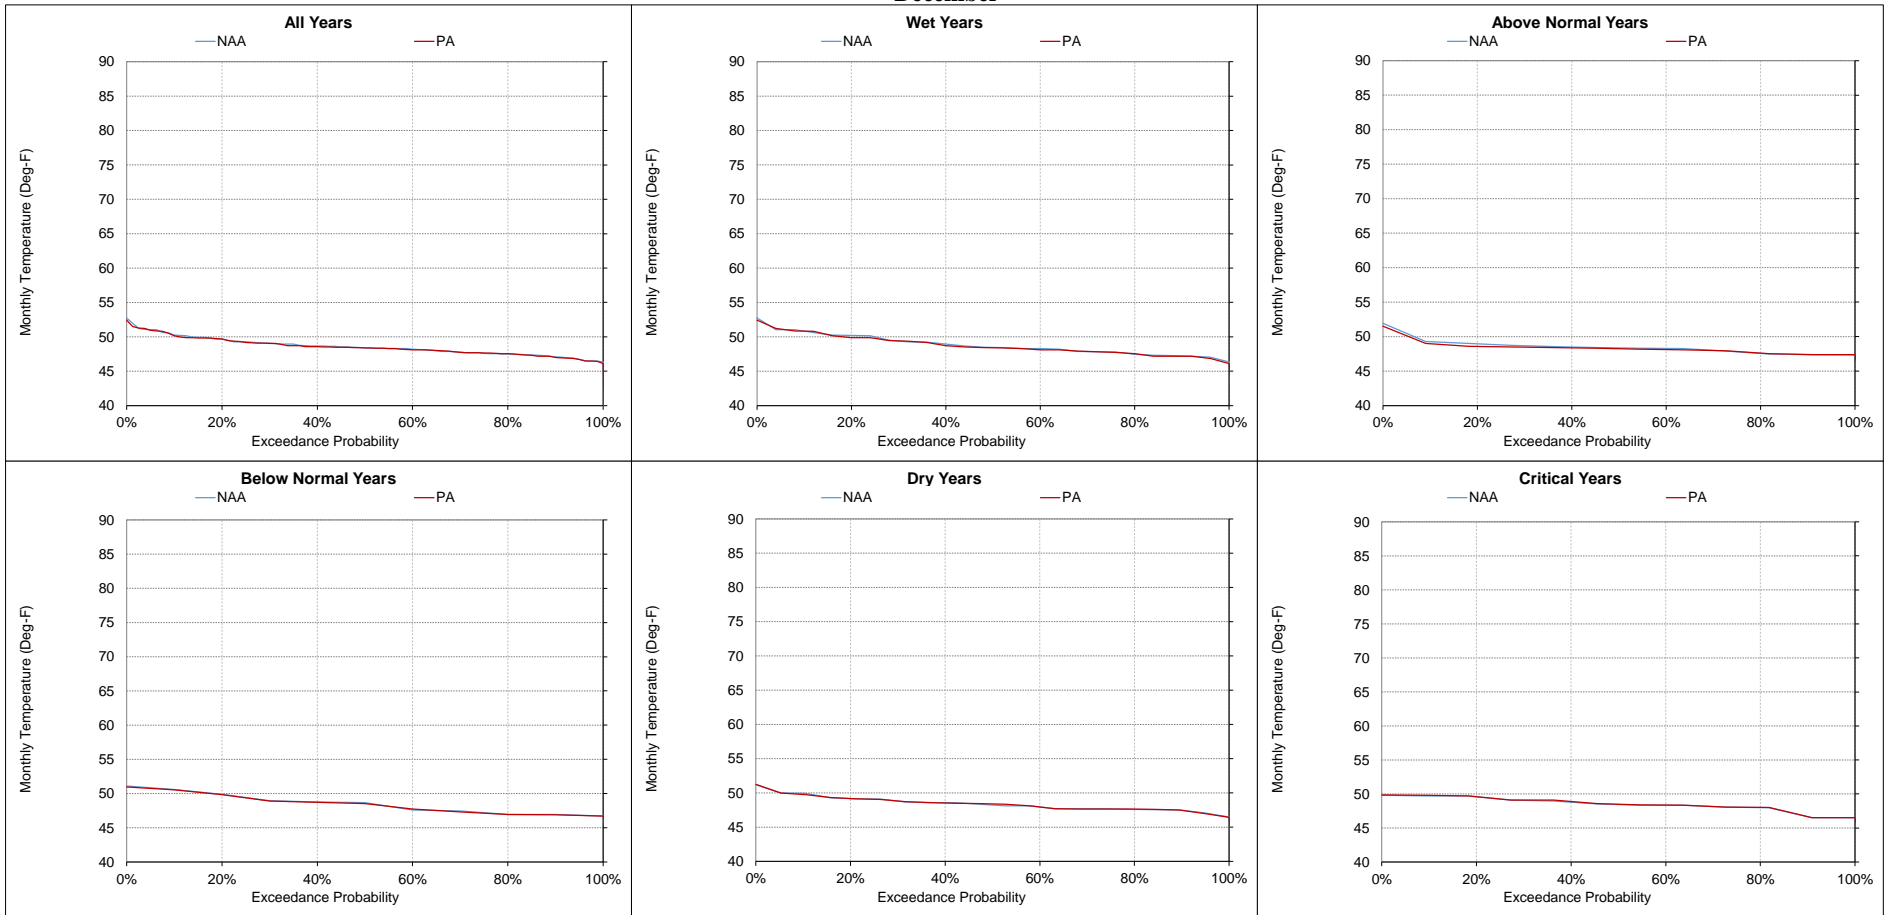 All Years
NAA PA
90
85
80
75
70
65
60
55
50
45
40
Monthly Temperature (Deg-F)
0% 20% 40% 60% 80% 100%
Exceedance Probability
Wet Years
NAA PA
90
85
80
75
70
65
60
55
50
45
40
Monthly Temperature (Deg-F)
0% 20% 40% 60% 80% 100%
Exceedance Probability
Above Normal Years
NAA PA
90
85
80
75
70
65
60
55
50
45
40
Monthly Temperature (Deg-F)
0% 20% 40% 60% 80% 100%
Exceedance Probability
Below Normal Years
NAA PA
90
85
80
75
70
65
60
55
50
45
40
Monthly Temperature (Deg-F)
0% 20% 40% 60% 80% 100%
Exceedance Probability
Dry Years
NAA PA
90
85
80
75
70
65
60
55
50
45
40
Monthly Temperature (Deg-F)
0% 20% 40% 60% 80% 100%
Exceedance Probability
Critical Years
NAA PA
90
85
80
75
70
65
60
55
50
45
40
Monthly Temperature (Deg-F)
0% 20% 40% 60% 80% 100%
Exceedance Probability